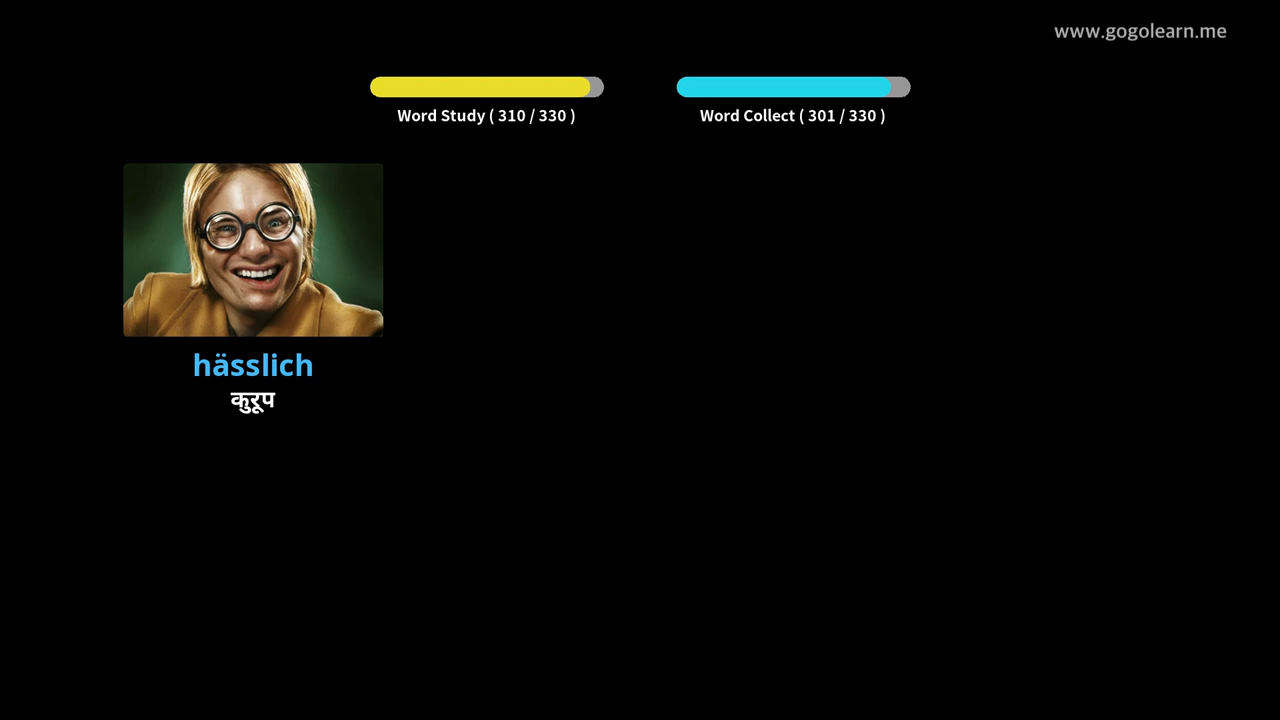 www.gogolearn.me
Word Study ( 310 / 330 )
Word Collect ( 301 / 330 )
hässlich
कुरूप